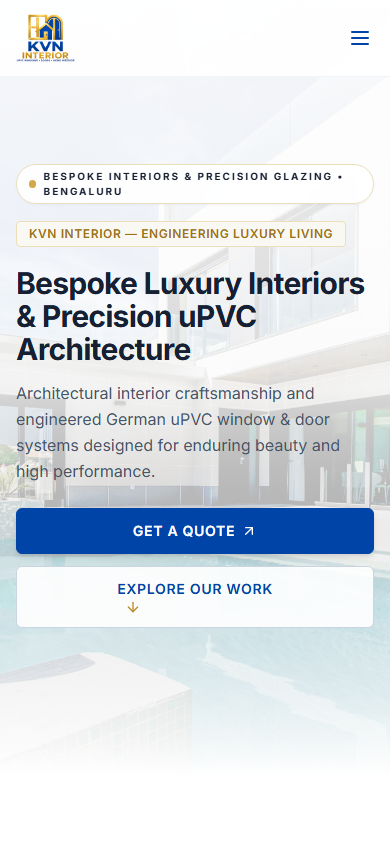 KVN
INTERIOR
BESPOKE INTERIORS & PRECISION GLAZING •
BENGALURU
KVN INTERIOR — ENGINEERING LUXURY LIVING
Bespoke Luxury Interiors
& Precision uPVC
Architecture
Architectural interior craftsmanship and
engineered German uPVC window & door
systems designed for enduring beauty and
high performance.
GET A QUOTE
EXPLORE OUR WORK